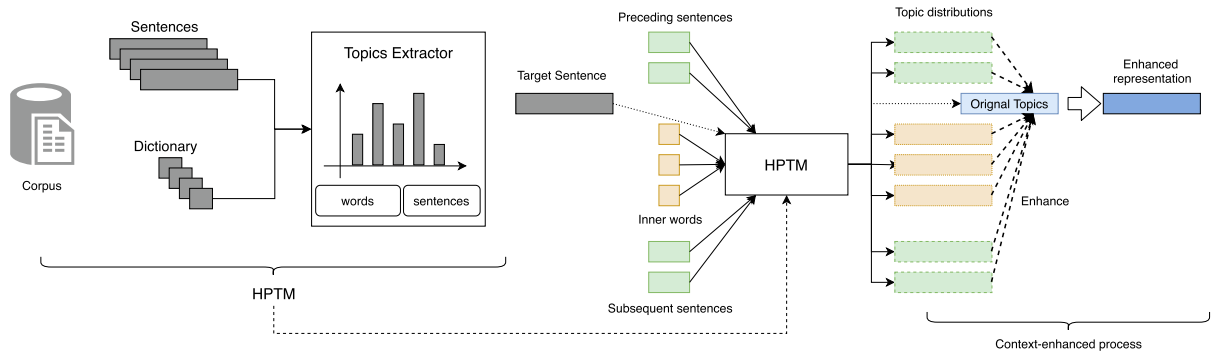 Sentences
Topics Extractor
Dictionary
Corpus
words
sentences
HPTM
Preceding sentences
Target Sentence
Inner words
Subsequent sentences
HPTM
Topic distributions
Orignal Topics
Enhance
Enhanced
representation
Context-enhanced process